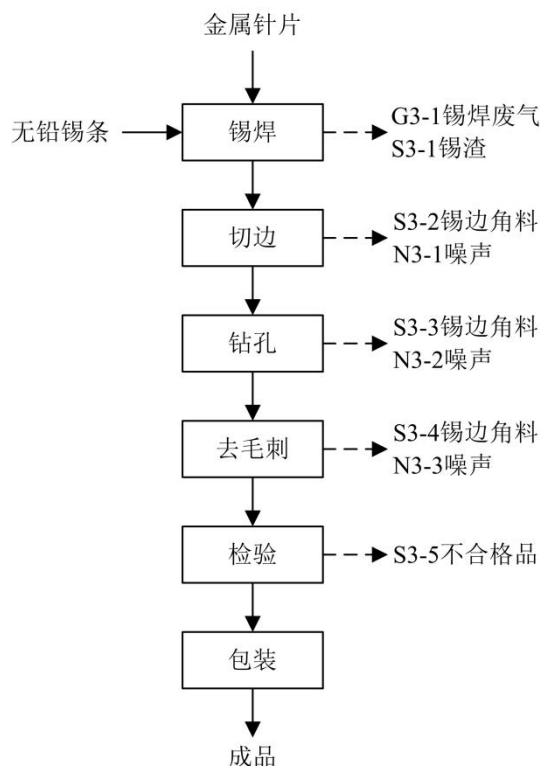 金属针片
无铅锡条
锡焊
G3-1锡焊废气
S3-1锡渣
切边
S3-2锡边角料
N3-1噪声
钻孔
S3-3锡边角料
N3-2噪声
去毛刺
S3-4锡边角料
N3-3噪声
检验
S3-5不合格品
包装
成品